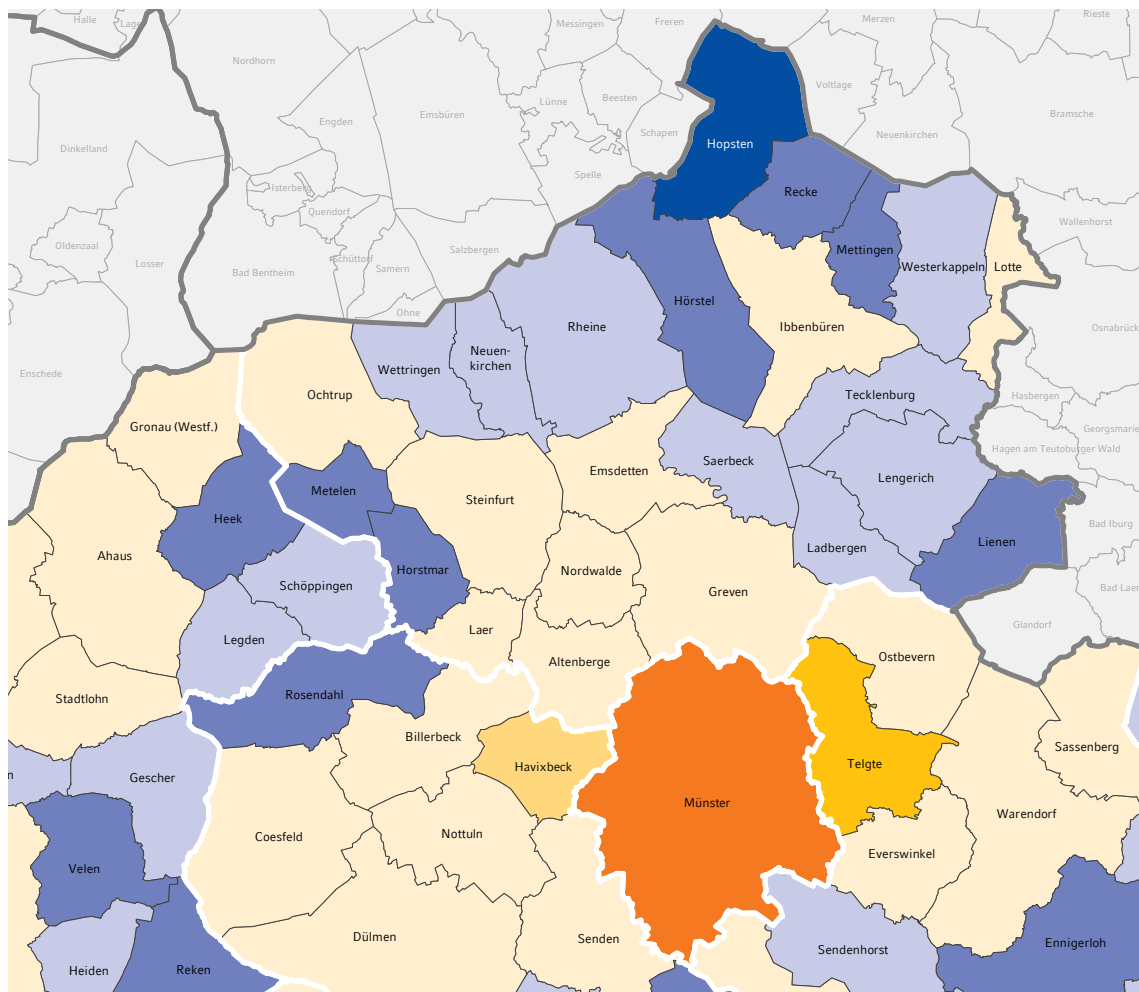 Halle
Lage
Messingen
Freren
Merzen
Rieste
Nordhorn
Voltlage
Lünne
Beesten
Emsbüren
Bramsche
Engden
Schapen
Neuenkirchen
Hopsten
Dinkelland
Spelle
Isterberg
Recke
Quendorf
Wallenhorst
Oldenzaal
Salzbergen
Mettingen
Losser
Schüttorf
Samern
Bad Bentheim
Westerkappeln
Lotte
Hörstel
Ohne
Rheine
Ibbenbüren
Osnabrück
Neuen-
kirchen
Wettringen
Enschede
Ochtrup
Tecklenburg
Hasbergen
Gronau (Westf.)
Georgsmarie
Hagen am Teutoburger Wald
Saerbeck
Emsdetten
Lengerich
Metelen
Steinfurt
Heek
Bad Iburg
Lienen
Ladbergen
Ahaus
Horstmar
Nordwalde
Schöppingen
Bad Laer
Greven
Glandorf
Laer
Legden
Ostbevern
Altenberge
Rosendahl
Stadtlohn
Billerbeck
Sassenberg
Havixbeck
Telgte
n
Gescher
Münster
Warendorf
Nottuln
Coesfeld
Everswinkel
Velen
Dülmen
Senden
Ennigerloh
Sendenhorst
Heiden
Reken